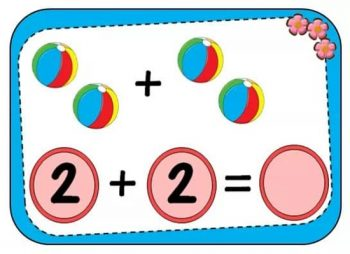 +
2 + 2 =